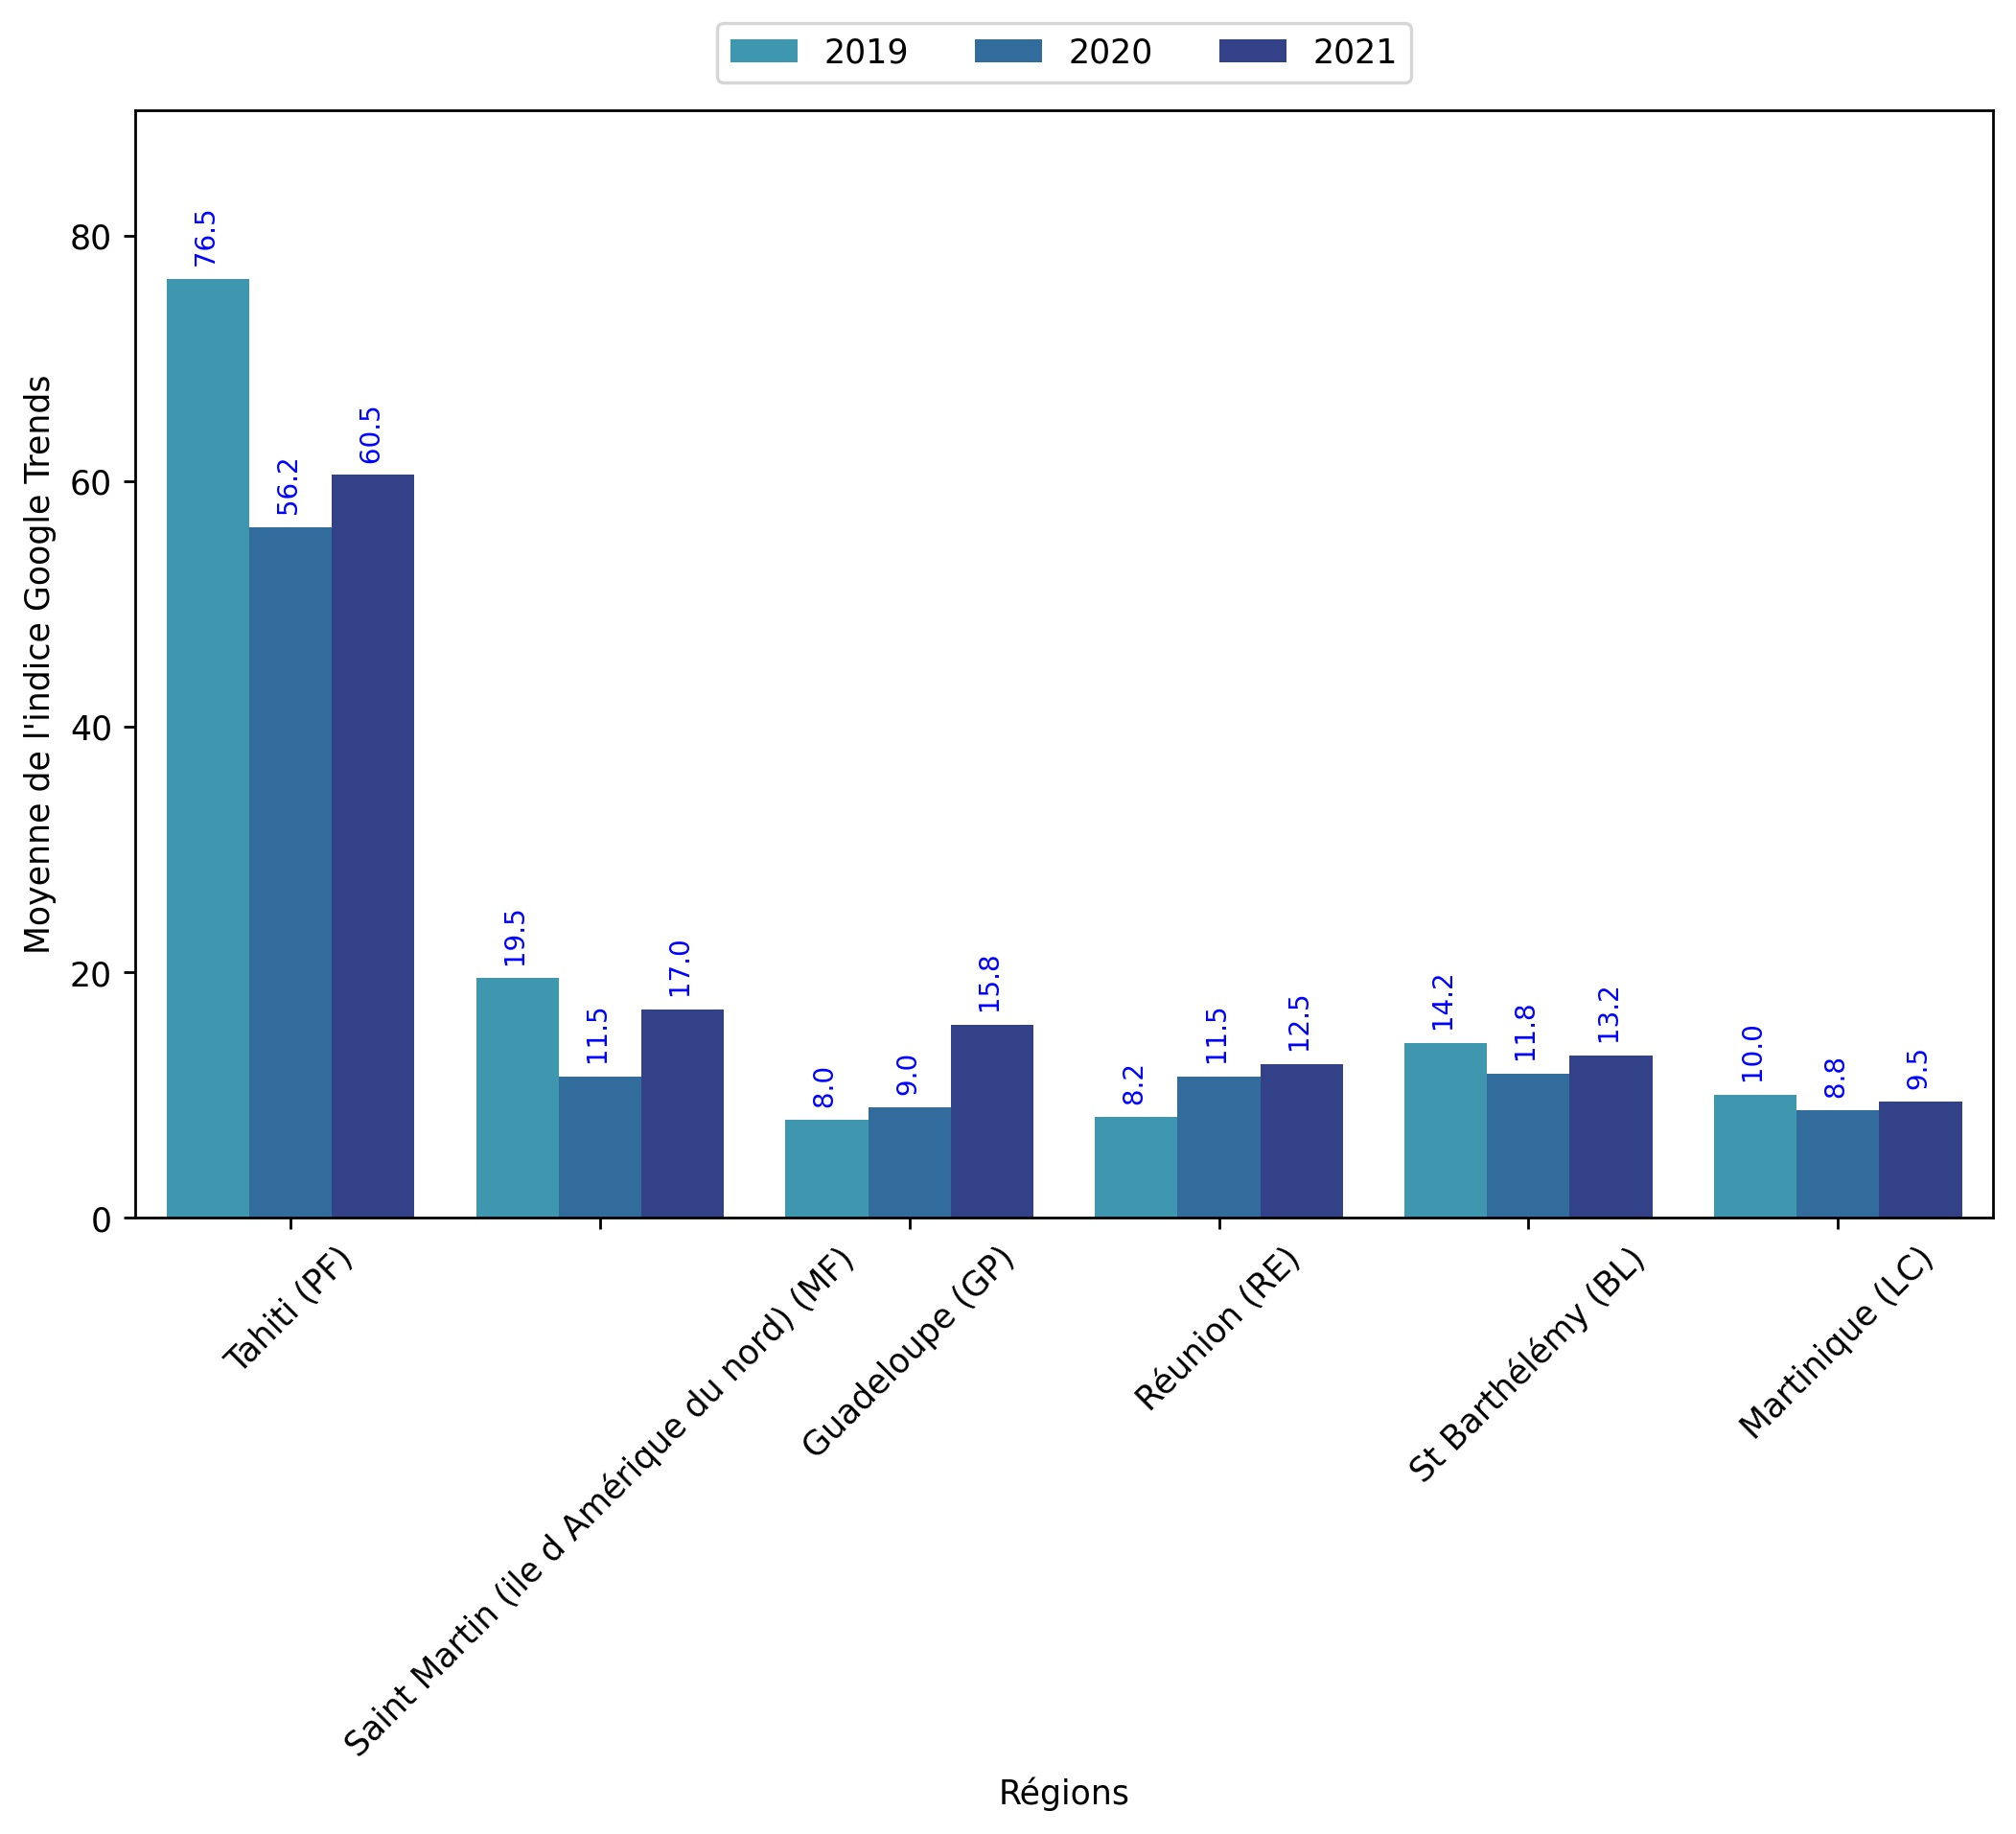 2019 2020 2021
Moyenne de l'indice Google Trends
80
60
40
20
0
76.5
56.2
60.5
19.5
11.5
17.0
8.0
9.0
15.8
8.2
11.5
12.5
14.2
11.8
13.2
10.0
8.8
9.5
Tahiti (PF)
Saint Martin (ile d Amérique du nord) (MF)
Guadeloupe (GP)
Réunion (RE)
St Barthélémy (BL)
Martinique (LC)
Régions